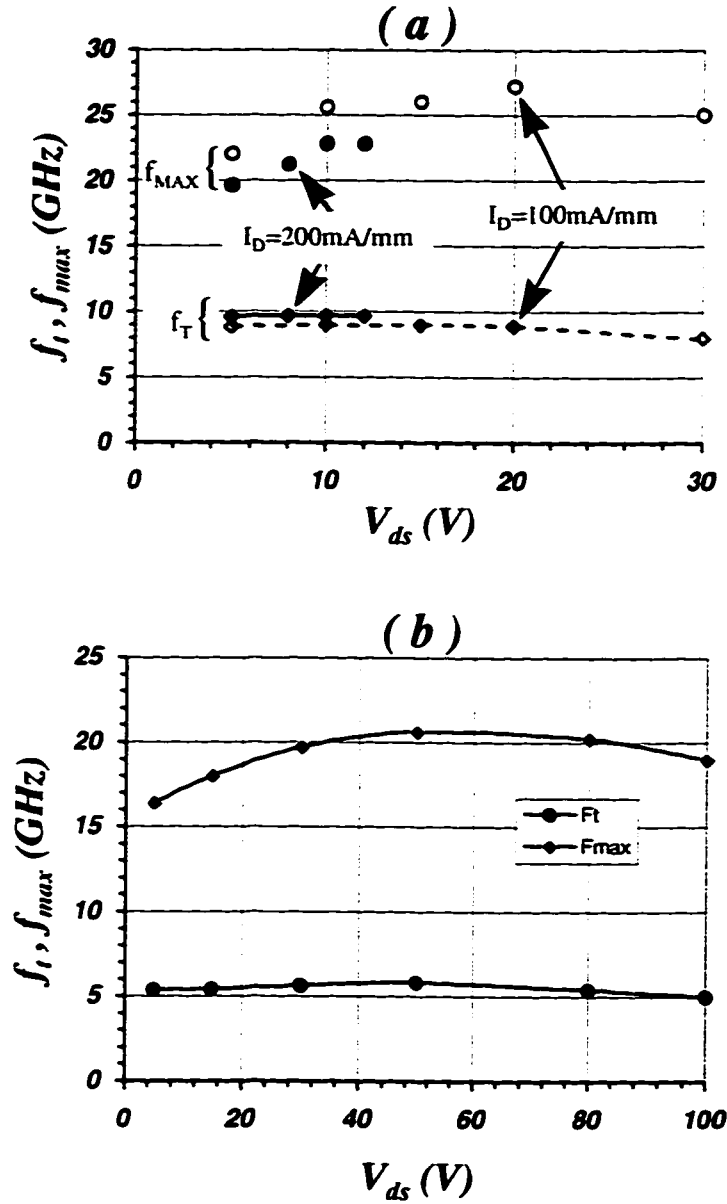 ( a )
30
25
20
15
10
5
0
f_t , f_max (GHz)
f_MAX {
I_D=200mA/mm
I_D=100mA/mm
f_T {
0 10 20 30
V_ds (V)
( b )
25
20
15
10
5
0
f_t , f_max (GHz)
Ft
Fmax
0 20 40 60 80 100
V_ds (V)